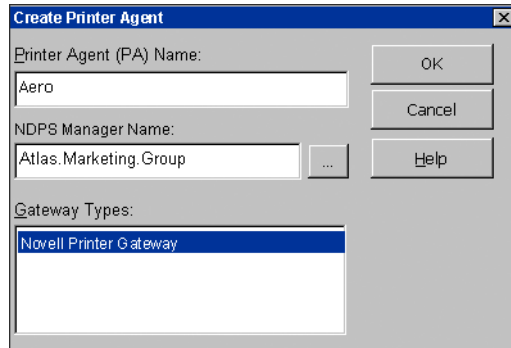 Create Printer Agent
Printer Agent (PA) Name:
OK
Aero
Cancel
NDPS Manager Name:
Atlas.Marketing.Group
...
Help
Gateway Types:
Novell Printer Gateway